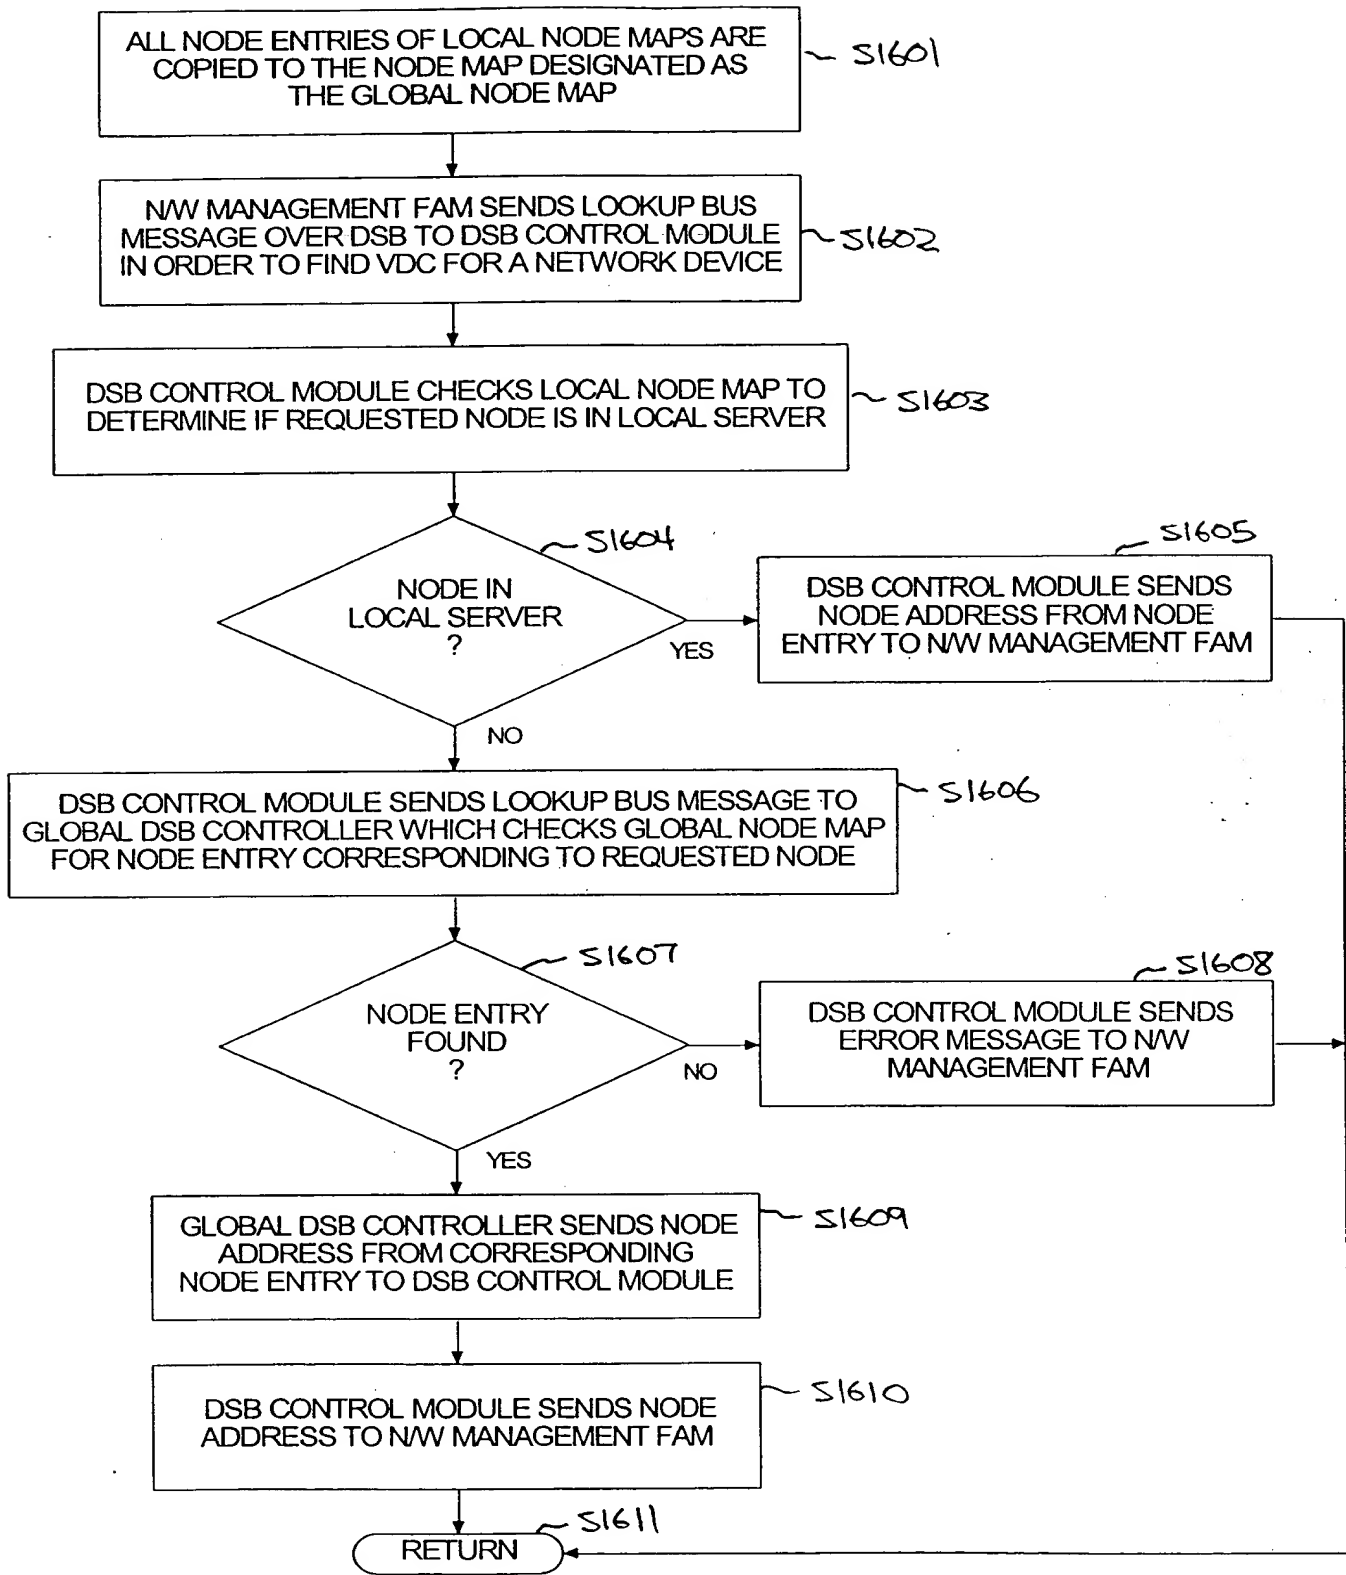 ALL NODE ENTRIES OF LOCAL NODE MAPS ARE
COPIED TO THE NODE MAP DESIGNATED AS
THE GLOBAL NODE MAP
S1601
N/W MANAGEMENT FAM SENDS LOOKUP BUS
MESSAGE OVER DSB TO DSB CONTROL MODULE
IN ORDER TO FIND VDC FOR A NETWORK DEVICE
S1602
DSB CONTROL MODULE CHECKS LOCAL NODE MAP TO
DETERMINE IF REQUESTED NODE IS IN LOCAL SERVER
S1603
NODE IN
LOCAL SERVER
?
S1604
YES
S1605
DSB CONTROL MODULE SENDS
NODE ADDRESS FROM NODE
ENTRY TO N/W MANAGEMENT FAM
NO
DSB CONTROL MODULE SENDS LOOKUP BUS MESSAGE TO
GLOBAL DSB CONTROLLER WHICH CHECKS GLOBAL NODE MAP
FOR NODE ENTRY CORRESPONDING TO REQUESTED NODE
S1606
NODE ENTRY
FOUND
?
S1607
NO
S1608
DSB CONTROL MODULE SENDS
ERROR MESSAGE TO N/W
MANAGEMENT FAM
YES
GLOBAL DSB CONTROLLER SENDS NODE
ADDRESS FROM CORRESPONDING
NODE ENTRY TO DSB CONTROL MODULE
S1609
DSB CONTROL MODULE SENDS NODE
ADDRESS TO N/W MANAGEMENT FAM
S1610
S1611
RETURN